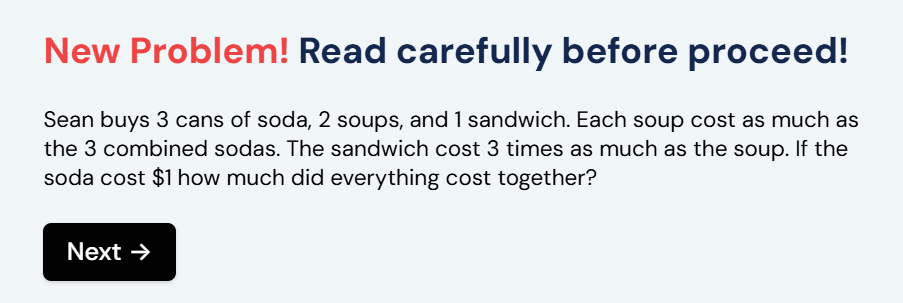 New Problem! Read carefully before proceed!
Sean buys 3 cans of soda, 2 soups, and 1 sandwich. Each soup cost as much as
the 3 combined sodas. The sandwich cost 3 times as much as the soup. If the
soda cost $1 how much did everything cost together?
Next →